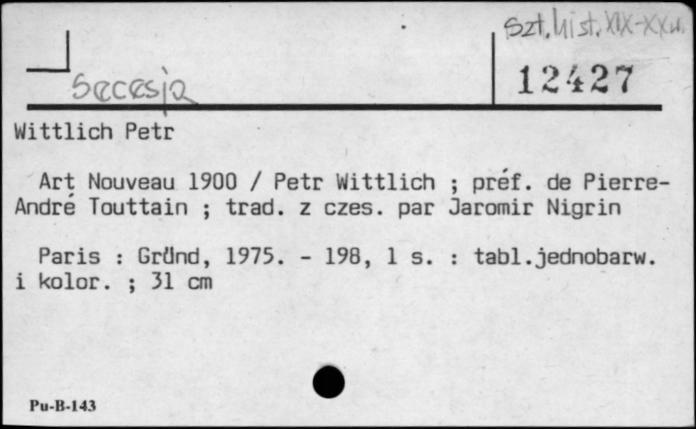 Szt. hist. XIX-XXw.
Secesja
12427
Wittlich Petr
Art Nouveau 1900 / Petr Wittlich ; préf. de Pierre-
André Touttain ; trad. z czes. par Jaromir Nigrin
Paris : Gründ, 1975. - 198, 1 s. : tabl.jednobarw.
i kolor. ; 31 cm
Pu-B-143